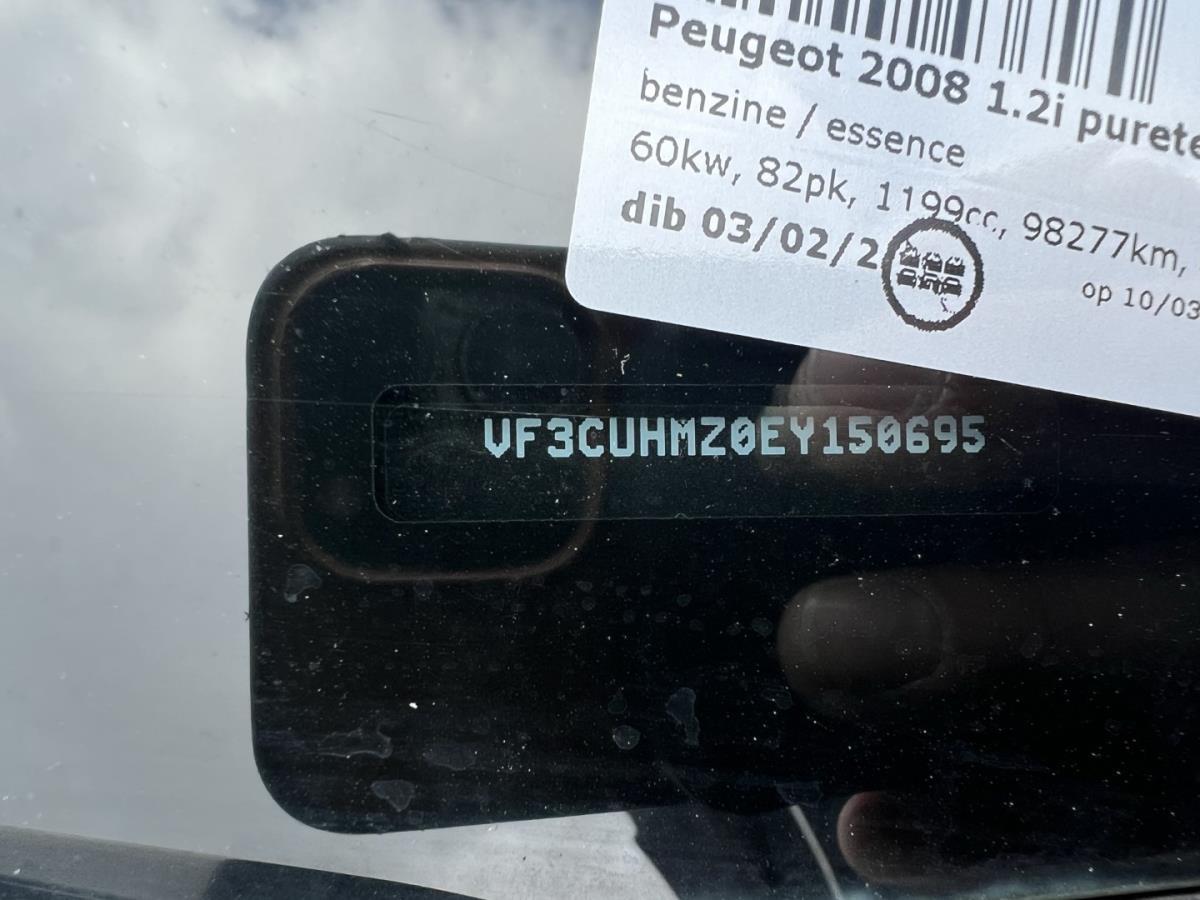 Peugeot 2008 1.2i purete
benzine / essence
60kw, 82pk, 1199cc, 98277km,
dib 03/02/2
op 10/03
VF3CUHMZ0EY150695